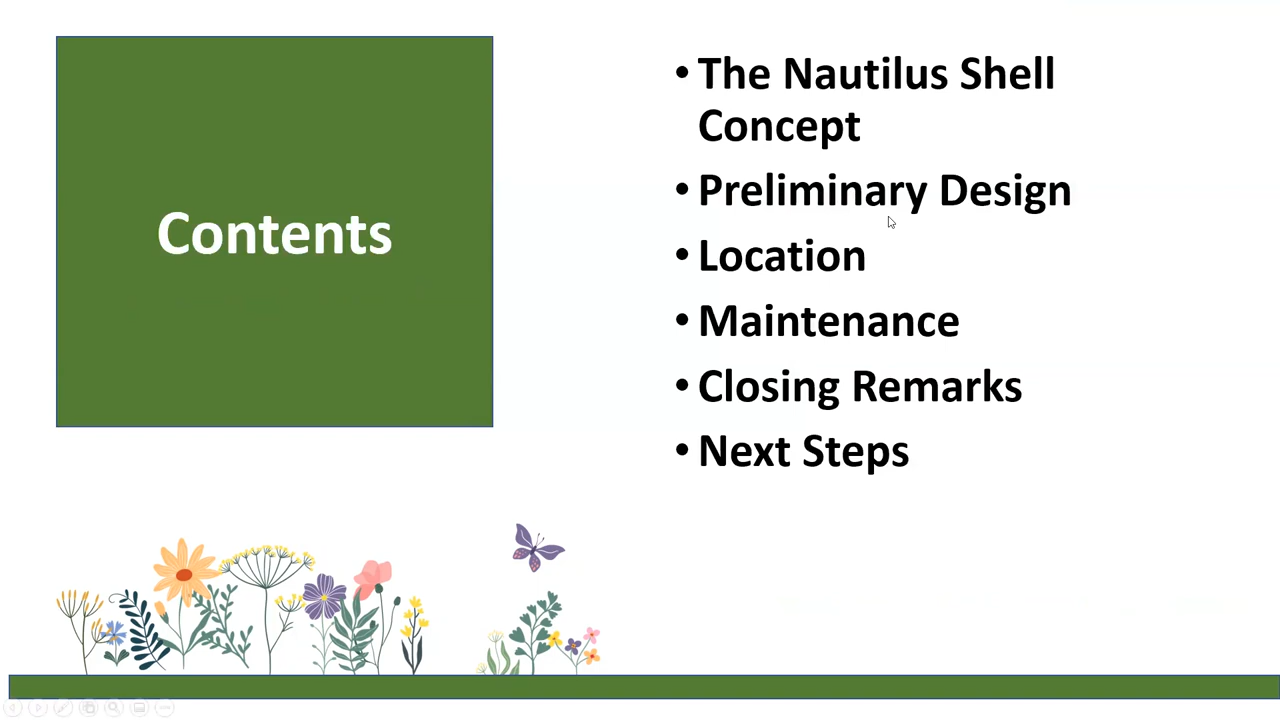 Contents
• The Nautilus Shell
Concept
• Preliminary Design
• Location
• Maintenance
• Closing Remarks
• Next Steps